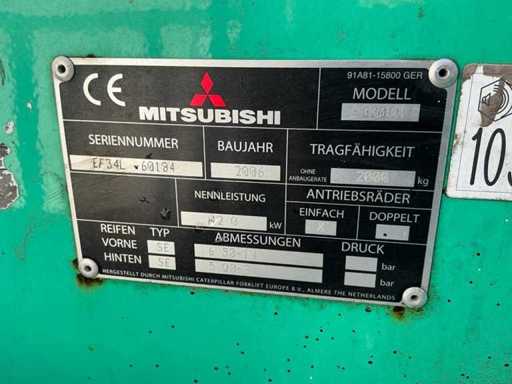 91A81-15800 GER
CE
MITSUBISHI
MODELL
SERIENNUMMER
BAUJAHR
TRAGFÄHIGKEIT
EF34L 60184
2006
OHNE ANBAUGERÄTE 2000 kg
NENNLEISTUNG
kW
ANTRIEBSRÄDER
EINFACH DOPPELT
X
REIFEN TYP ABMESSUNGEN DRUCK
VORNE SE bar
HINTEN SE bar
HERGESTELLT DURCH MITSUBISHI CATERPILLAR FORKLIFT EUROPE B.V., ALMERE THE NETHERLANDS